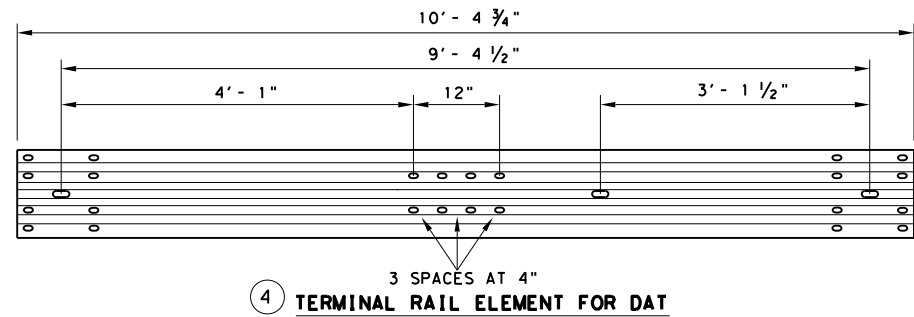 10'- 4 ¾"
9'- 4 ½"
4'- 1"
12"
3'- 1 ½"
3 SPACES AT 4"
4 TERMINAL RAIL ELEMENT FOR DAT